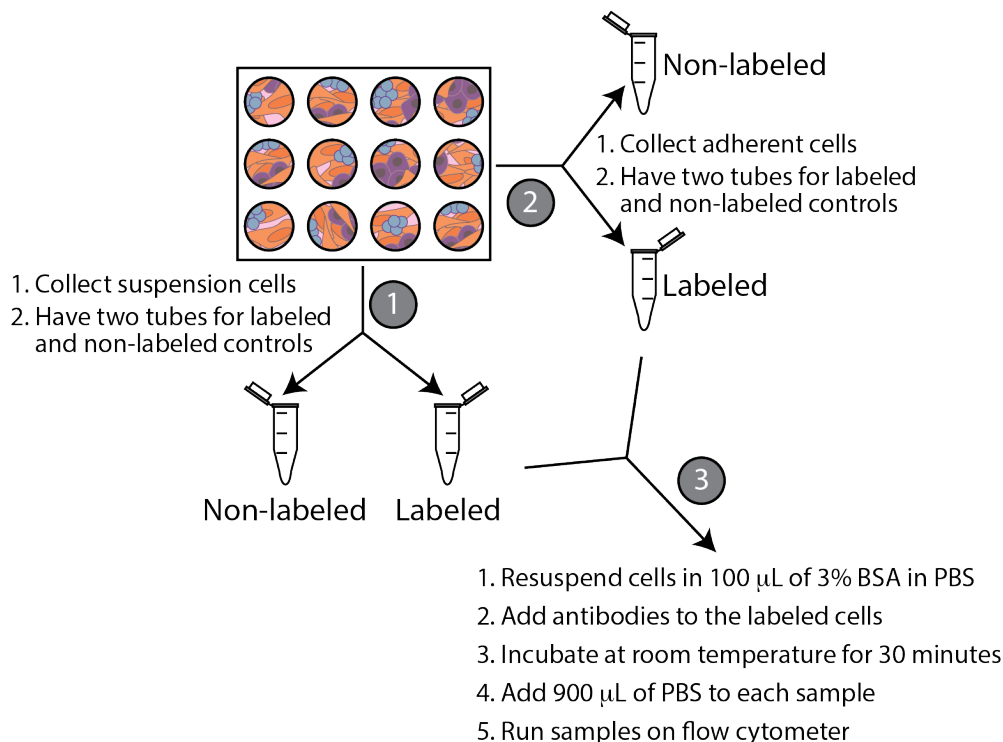 Non-labeled
1. Collect adherent cells
2. Have two tubes for labeled
and non-labeled controls
2
Labeled
1. Collect suspension cells
2. Have two tubes for labeled
and non-labeled controls
1
Non-labeled
Labeled
3
1. Resuspend cells in 100 μL of 3% BSA in PBS
2. Add antibodies to the labeled cells
3. Incubate at room temperature for 30 minutes
4. Add 900 μL of PBS to each sample
5. Run samples on flow cytometer